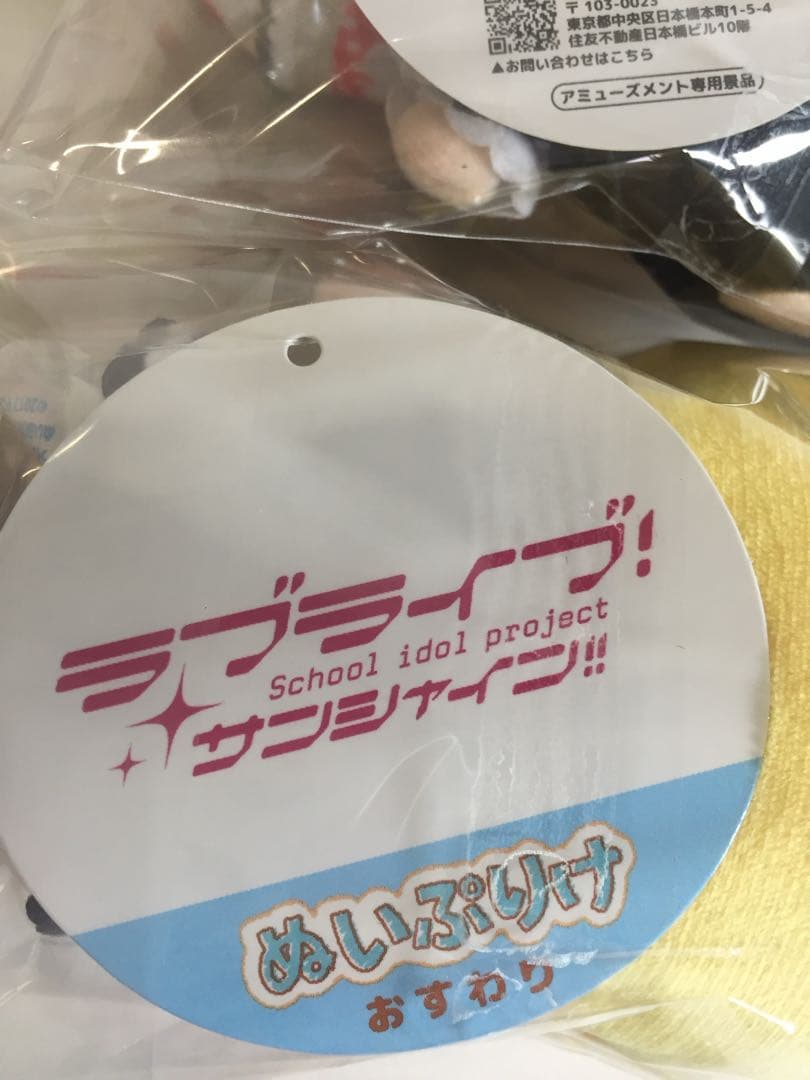 〒103-0023
東京都中央区日本橋本町1-5-4
住友不動産日本橋ビル10階
▲お問い合わせはこちら
アミューズメント専用景品
ラブライブ!
School idol project
サンシャイン!!
ぬいぷりけ
おすわり